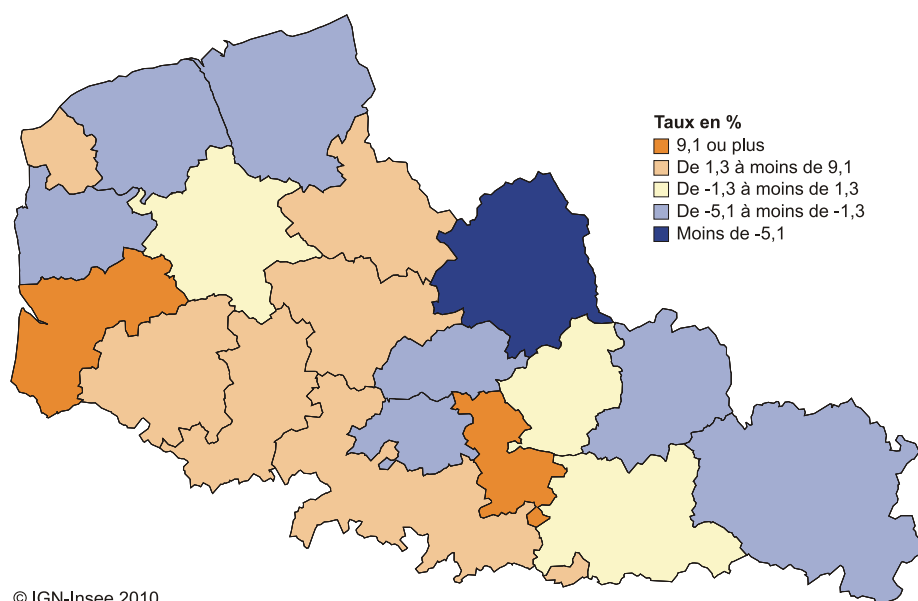 Taux en %
9,1 ou plus
De 1,3 à moins de 9,1
De -1,3 à moins de 1,3
De -5,1 à moins de -1,3
Moins de -5,1
© IGN-Insee 2010